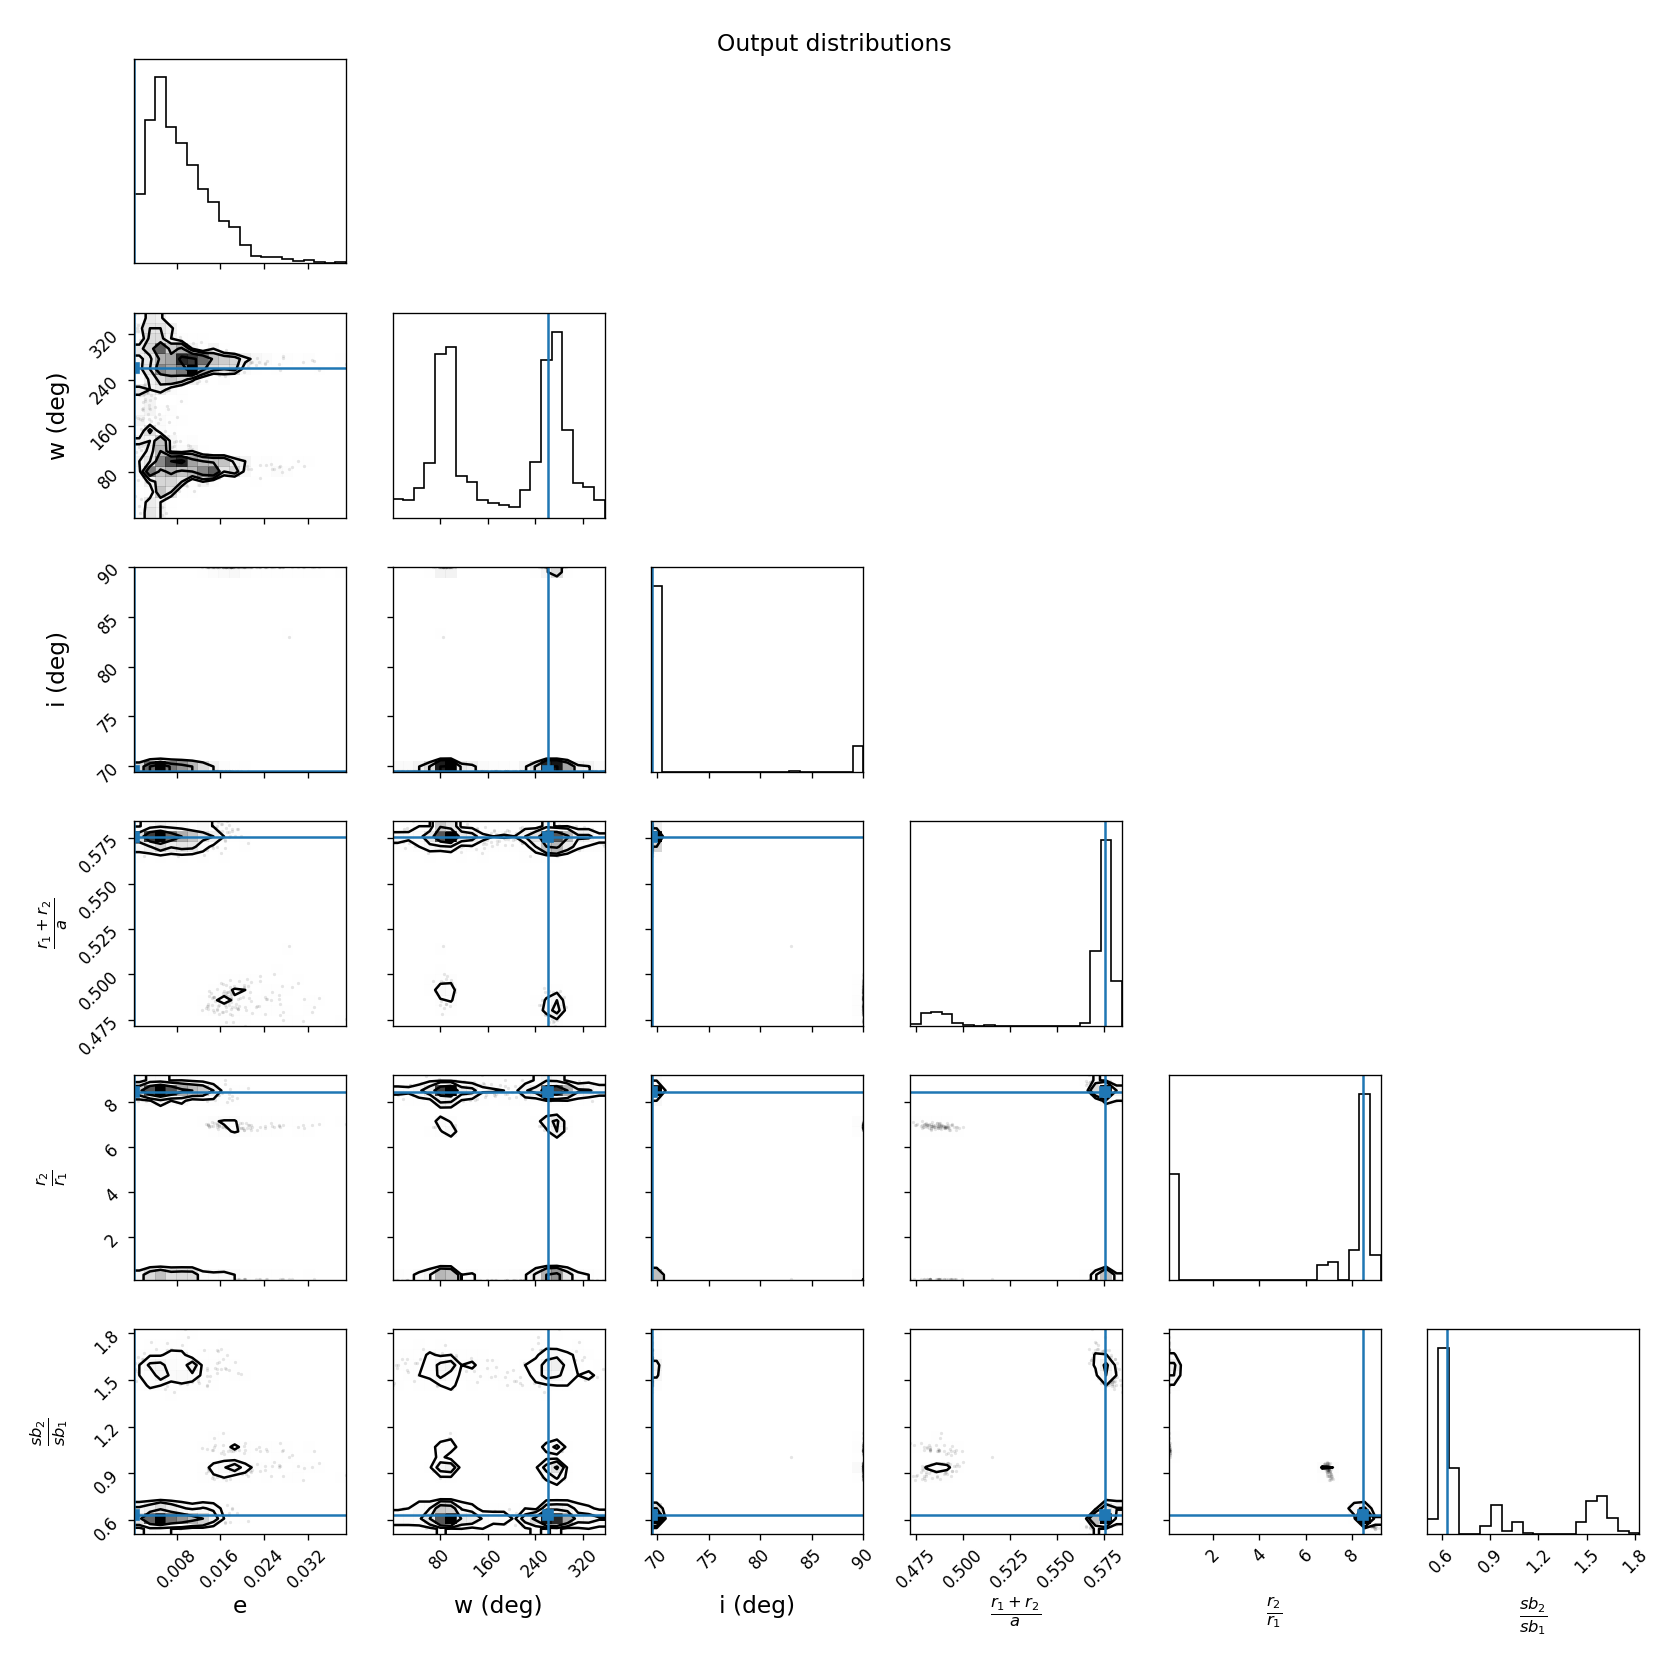 Output distributions
320
240
160
80
w (deg)
90
85
80
75
70
i (deg)
0.575
0.550
0.525
0.500
0.475
r₁ + r₂
a
8
6
4
2
r₂
r₁
1.8
1.5
1.2
0.9
0.6
sb₂
sb₁
0.008 0.016 0.024 0.032
80 160 240 320
70 75 80 85 90
0.475 0.500 0.525 0.550 0.575
2 4 6 8
0.6 0.9 1.2 1.5 1.8
e
w (deg)
i (deg)
r₁ + r₂
a
r₂
r₁
sb₂
sb₁